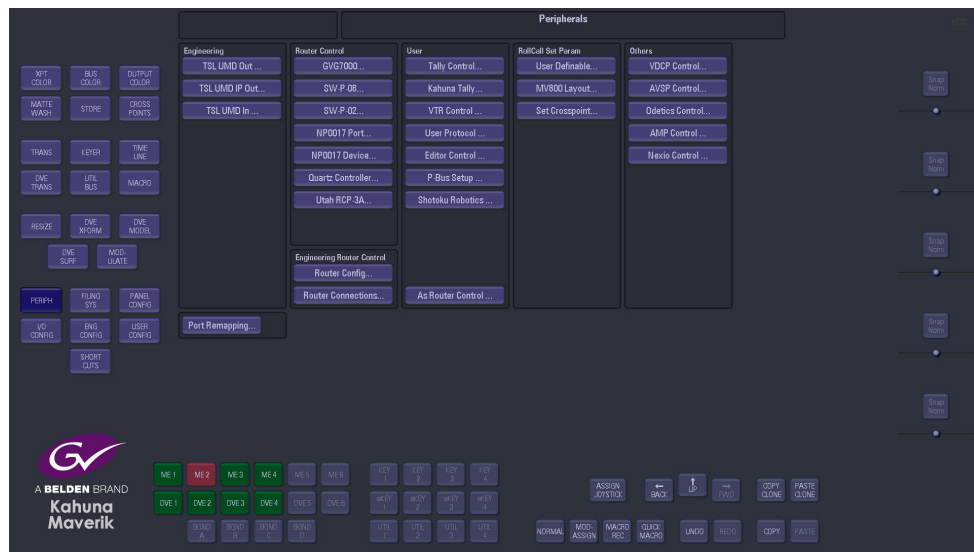 Peripherals
Engineering
TSL UMD Out ...
TSL UMD IP Out...
TSL UMD In ...
Router Control
GVG7000...
SW-P-08...
SW-P-02...
NP0017 Port...
NP0017 Device...
Quartz Controller...
Utah RCP-3A...
Engineering Router Control
Router Config...
Router Connections...
User
Tally Control...
Kahuna Tally...
VTR Control ...
User Protocol ...
Editor Control ...
P-Bus Setup ...
Shotoku Robotics ...
As Router Control ...
RollCall Set Param
User Definable...
MV800 Layout...
Set Crosspoint...
Others
VDCP Control...
AVSP Control...
Odetics Control...
AMP Control ...
Nexio Control ...
Port Remapping...
XPT
COLOR
BUS
COLOR
OUTPUT
COLOR
MATTE
WASH
STORE
CROSS
POINTS
TRANS
KEYER
TIME
LINE
DVE
TRANS
UTIL
BUS
MACRO
RESIZE
DVE
XFORM
DVE
MODEL
DVE
SURF
MOD-
ULATE
PERIPH
FILING
SYS
PANEL
CONFIG
I/O
CONFIG
ENG
CONFIG
USER
CONFIG
SHORT
CUTS
Snap
Norm
Snap
Norm
Snap
Norm
Snap
Norm
Snap
Norm
GV
A BELDEN BRAND
Kahuna
Maverik
ME 1
ME 2
ME 3
ME 4
ME 5
ME 6
DVE 1
DVE 2
DVE 3
DVE 4
DVE 5
DVE 6
BGND
A
BGND
B
BGND
C
BGND
D
KEY
1
KEY
2
KEY
3
KEY
4
eKEY
1
eKEY
2
eKEY
3
eKEY
4
UTIL
1
UTIL
2
UTIL
3
UTIL
4
ASSIGN
JOYSTICK
←
BACK
↑
UP
→
FWD
COPY
CLONE
PASTE
CLONE
NORMAL
MOD-
ASSIGN
MACRO
REC
QUICK
MACRO
UNDO
REDO
COPY
PASTE